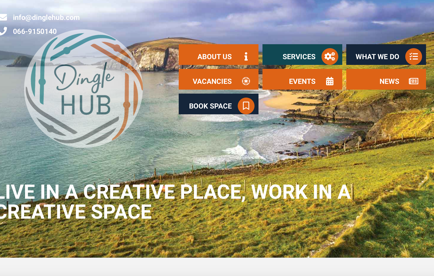 info@dinglehub.com
066-9150140
Dingle
HUB
ABOUT US
SERVICES
WHAT WE DO
VACANCIES
EVENTS
NEWS
BOOK SPACE
LIVE IN A CREATIVE PLACE, WORK IN A
CREATIVE SPACE